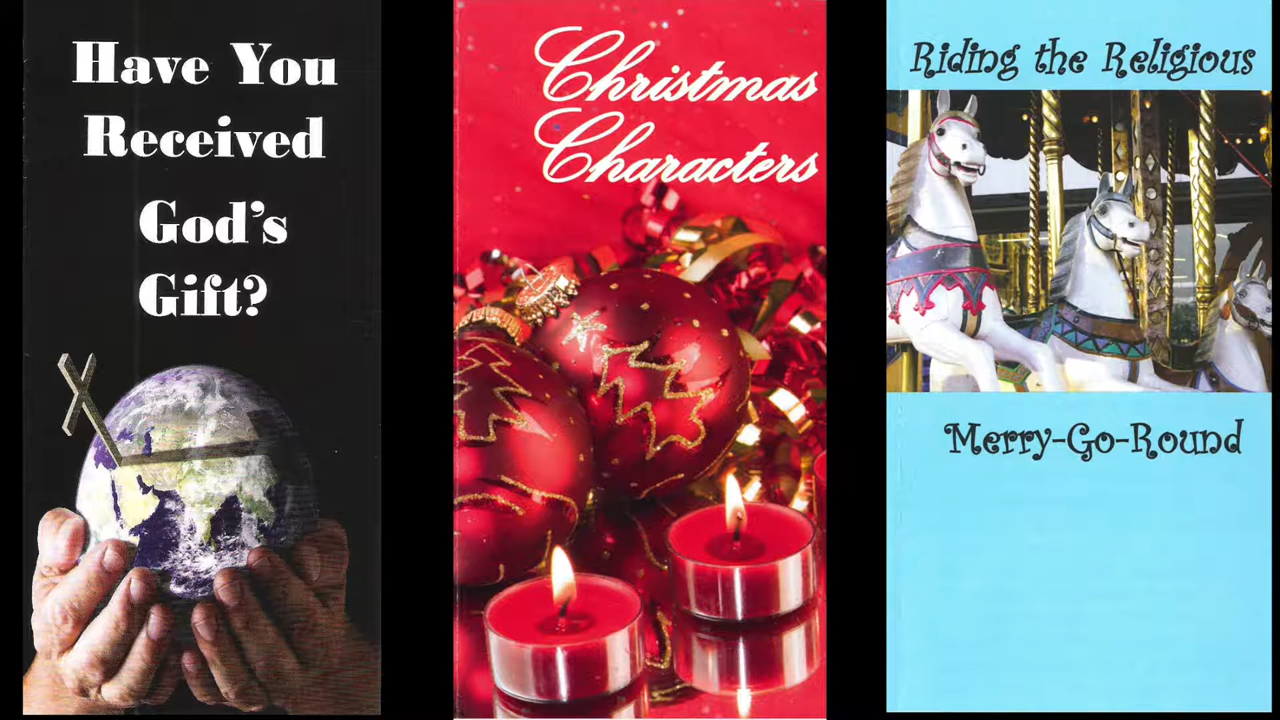 Have You
Received
God's
Gift?
Christmas
Characters
Riding the Religious
Merry-Go-Round